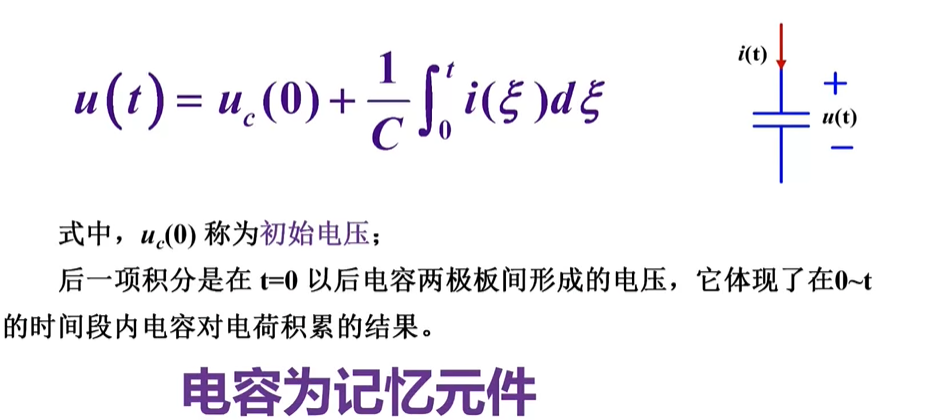 u(t) = u_c(0) + \frac{1}{C} \int_0^t i(ξ)dξ
i(t)
+
u(t)
−
式中，u_c(0) 称为初始电压；
后一项积分是在 t=0 以后电容两极板间形成的电压，它体现了在0~t
的时间段内电容对电荷积累的结果。
电容为记忆元件